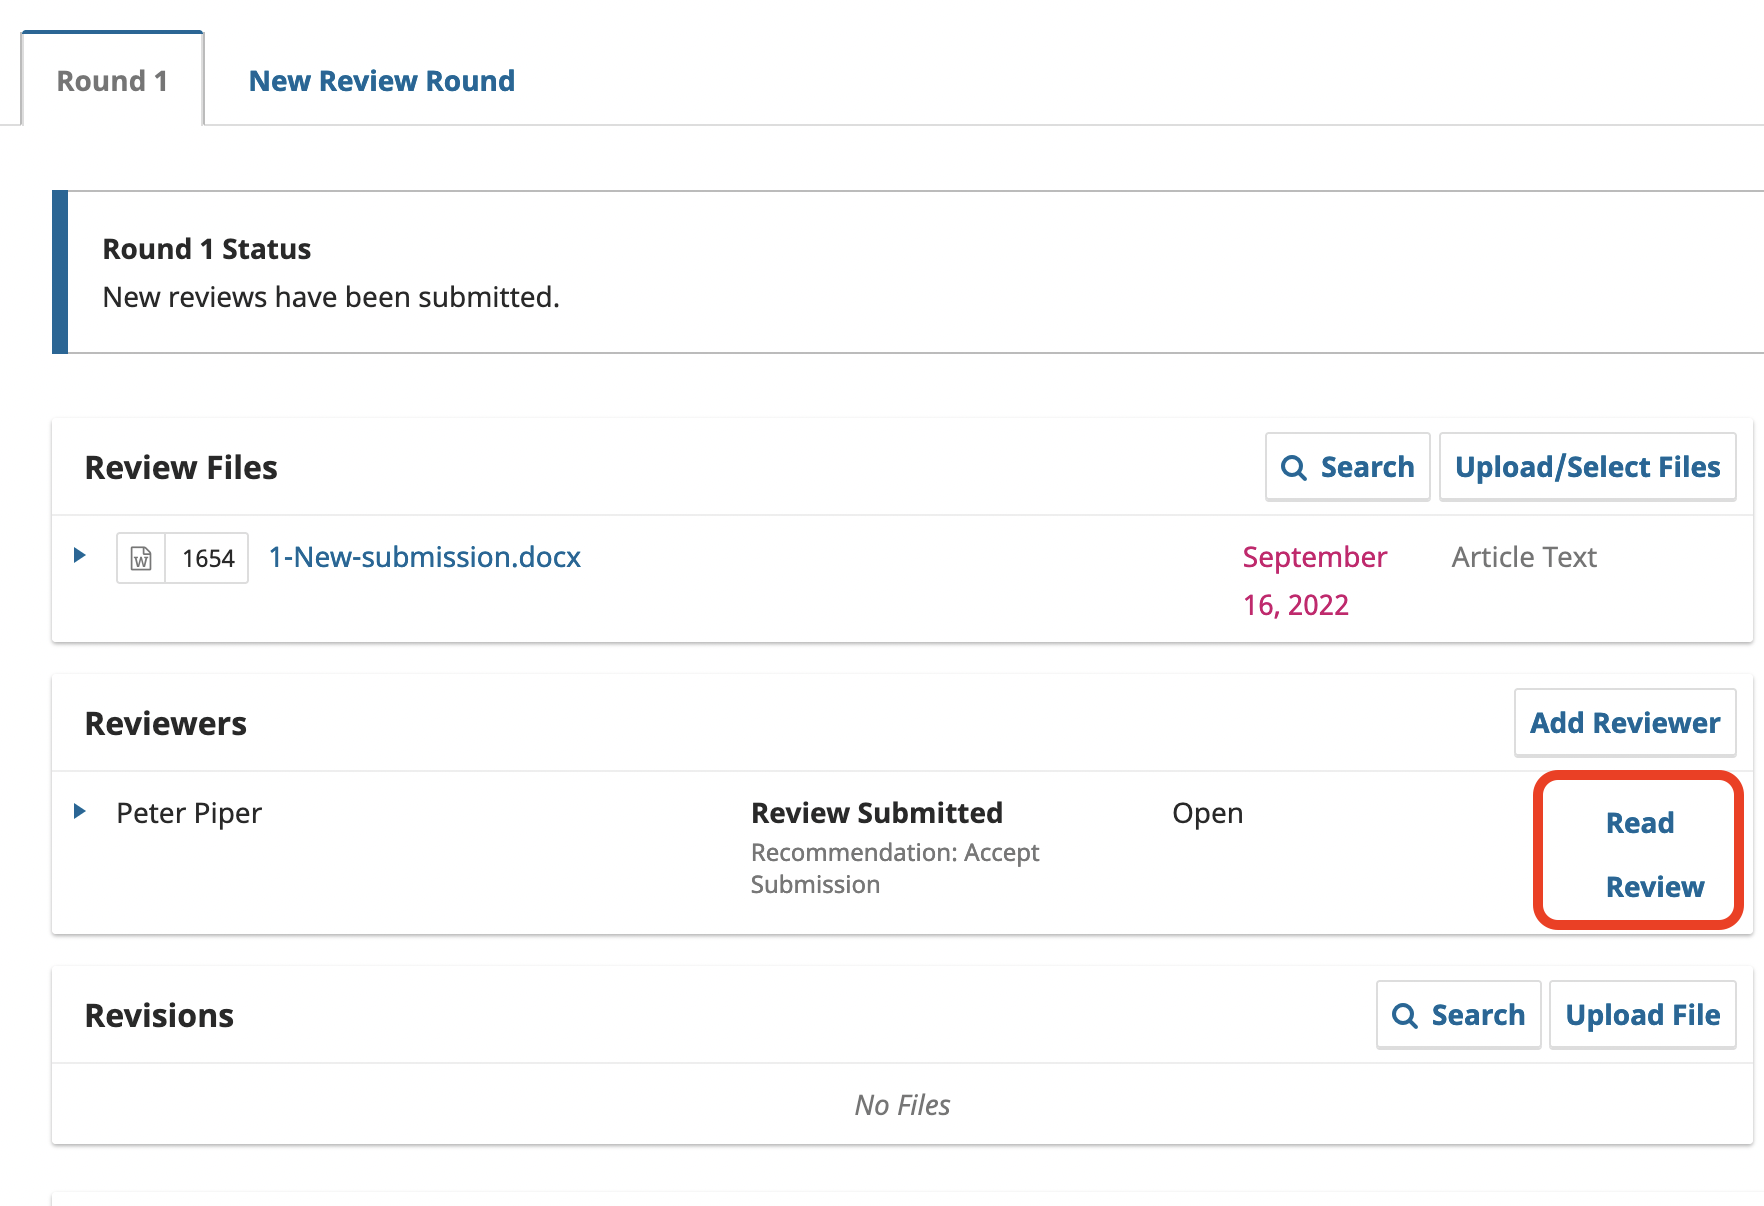 Round 1
New Review Round
Round 1 Status
New reviews have been submitted.
Review Files
Search
Upload/Select Files
1654
1-New-submission.docx
September
16, 2022
Article Text
Reviewers
Add Reviewer
Peter Piper
Review Submitted
Recommendation: Accept
Submission
Open
Read
Review
Revisions
Search
Upload File
No Files